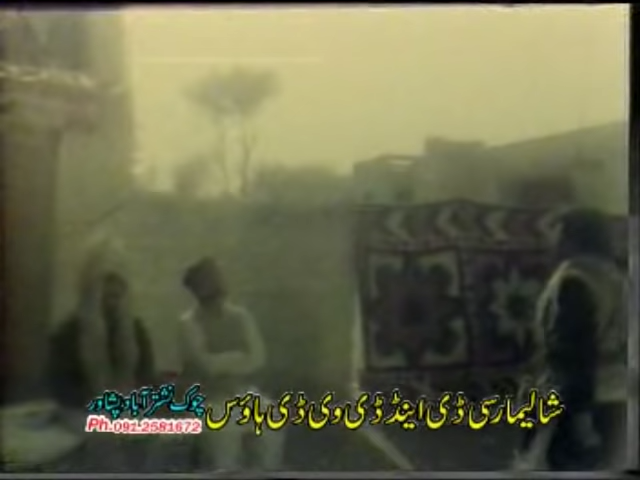 شالیمار سی ڈی اینڈ ڈی وی ڈی ہاؤس چوک نشتر آباد پشاور
Ph.091.2581672